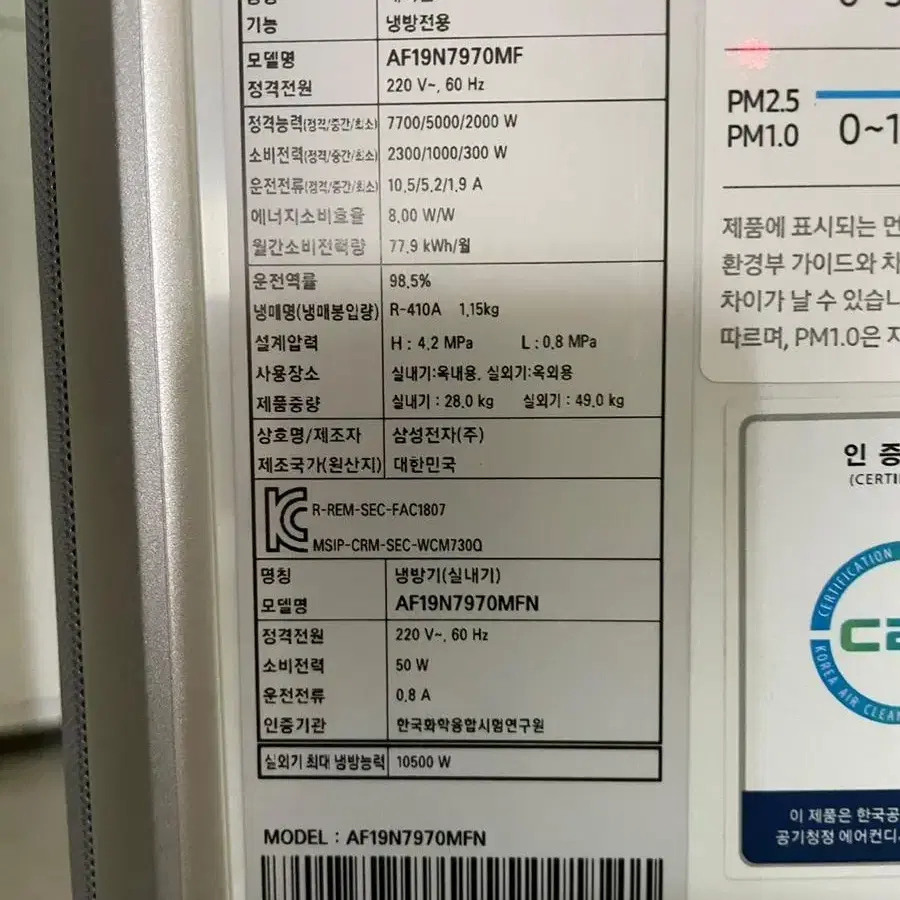 기능 냉방전용
모델명 AF19N7970MF
정격전원 220 V~, 60 Hz
정격능력(정격/중간/최소) 7700/5000/2000 W
소비전력(정격/중간/최소) 2300/1000/300 W
운전전류(정격/중간/최소) 10.5/5.2/1.9 A
에너지소비효율 8.00 W/W
월간소비전력량 77.9 kWh/월
운전역률 98.5%
냉매명(냉매봉입량) R-410A 1.15kg
설계압력 H : 4.2 MPa L : 0.8 MPa
사용장소 실내기:옥내용, 실외기:옥외용
제품중량 실내기 : 28.0 kg 실외기 : 49.0 kg
상호명/제조자 삼성전자(주)
제조국가(원산지) 대한민국
R-REM-SEC-FAC1807
MSIP-CRM-SEC-WCM730Q
명칭 냉방기(실내기)
모델명 AF19N7970MFN
정격전원 220 V~, 60 Hz
소비전력 50 W
운전전류 0.8 A
인증기관 한국화학융합시험연구원
실외기 최대 냉방능력 10500 W
MODEL : AF19N7970MFN
PM2.5
PM1.0 0~1
제품에 표시되는 먼
환경부 가이드와 차
차이가 날 수 있습니
따르며, PM1.0은
인 증
(CERTI
CERTIFICATION
CA
KOREA AIR CLEAN
이 제품은 한국공
공기청정 에어컨디